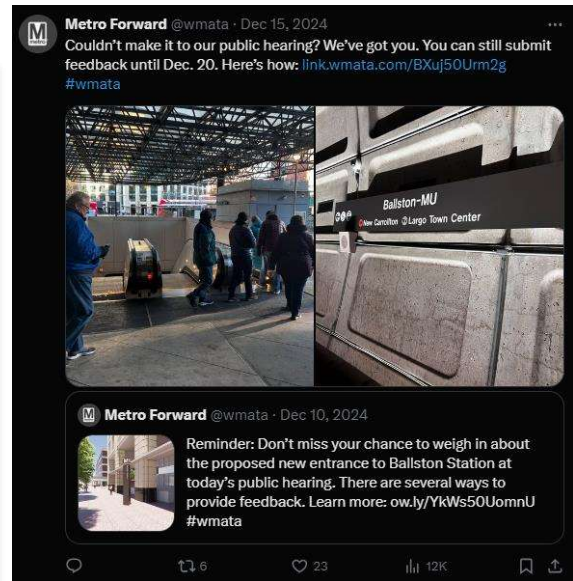 Metro Forward @wmata · Dec 15, 2024
Couldn't make it to our public hearing? We've got you. You can still submit
feedback until Dec. 20. Here's how: link.wmata.com/BXuj50Urm2g
#wmata
Ballston-MU
New Carrollton Largo Town Center
Metro Forward @wmata · Dec 10, 2024
Reminder: Don't miss your chance to weigh in about
the proposed new entrance to Ballston Station at
today's public hearing. There are several ways to
provide feedback. Learn more: ow.ly/YkWs50UomnU
#wmata
6
23
12K